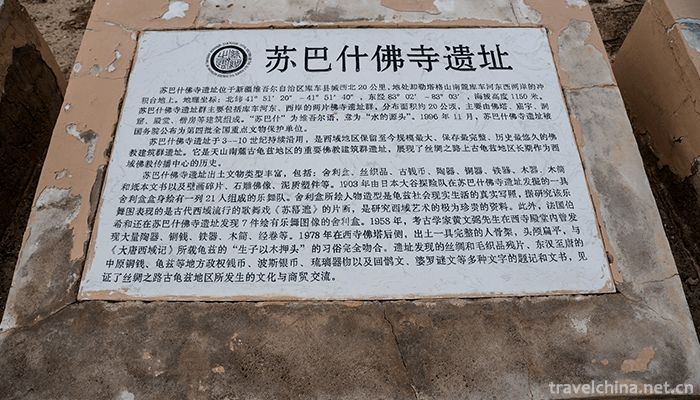 苏巴什佛寺遗址
苏巴什佛寺遗址位于新疆维吾尔自治区库车县城西北20公里，地处却勒塔格山南麓库车河东西两岸的冲
积台地上。地理坐标：北纬41°51′20″-41°51′40″，东经83°02′-83°03′，海拔高度1150米。
苏巴什佛寺遗址群主要包括库车河东、西岸的两片佛寺遗址群，分布面积约20公顷，主要由佛塔、庙宇、洞
窟、殿堂、僧房等建筑组成。“苏巴什”为维吾尔语，意为“水的源头”。1996年11月，苏巴什佛寺遗址被
国务院公布为第四批全国重点文物保护单位。
苏巴什佛寺遗址于3—10世纪持续沿用，是西域地区保留至今规模最大、保存最完整、历史最悠久的佛
教建筑群遗址。它是天山南麓古龟兹地区的重要佛教建筑群遗址，展现了丝绸之路上古龟兹地区长期作为西
域佛教传播中心的历史。
苏巴什佛寺遗址出土文物类型丰富，包括：舍利盒、丝织品、古钱币、陶器、铜器、铁器、木器、木简
和纸本文书以及壁画碎片、石雕佛像、泥质塑件等。1903年由日本大谷探险队在苏巴什佛寺遗址发掘的一具
舍利盒盒身绘有一列21人组成的乐舞队。舍利盒所绘人物造型是龟兹社会现实生活的真实写照，据研究该乐
舞图表现的是古代西域流行的歌舞戏《苏幕遮》的片断，是研究西域艺术的极为珍贵的资料。此外，法国伯
希和还在苏巴什佛寺遗址发现7件绘有乐舞图像的舍利盒。1958年，考古学家黄文弼先生在西寺殿堂内曾发
现大量陶器、铜钱、铁器、木简、经卷等。1978年在西寺佛塔后侧，出土一具完整的人骨架，头颅扁平，与
《大唐西域记》所载龟兹的“生子以木押头”的习俗完全吻合。遗址发现的丝绸和毛织品残片、东汉至唐的
中原铜钱、龟兹等地方政权钱币、波斯银币、琉璃器物以及回鹘文、婆罗谜文等多种文字的题记和文书，见
证了丝绸之路古龟兹地区所发生的文化与商贸交流。
travelchina.net.cn